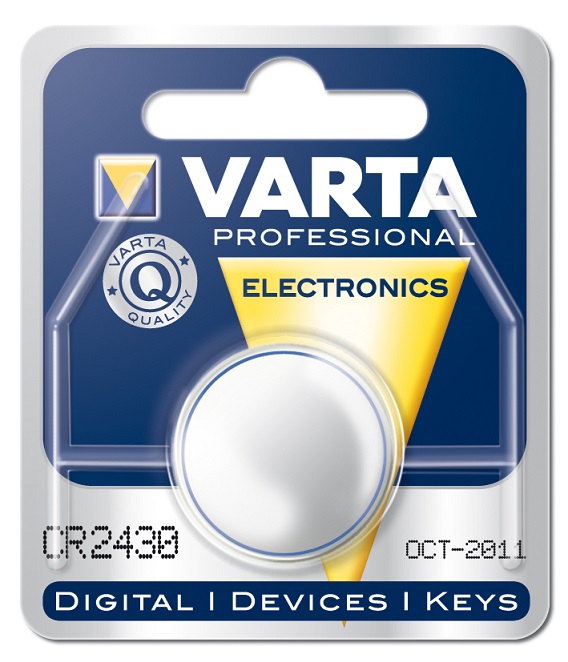 VARTA
PROFESSIONAL
VARTA
Q
QUALITY
ELECTRONICS
CR2430
OCT-2011
DIGITAL | DEVICES | KEYS